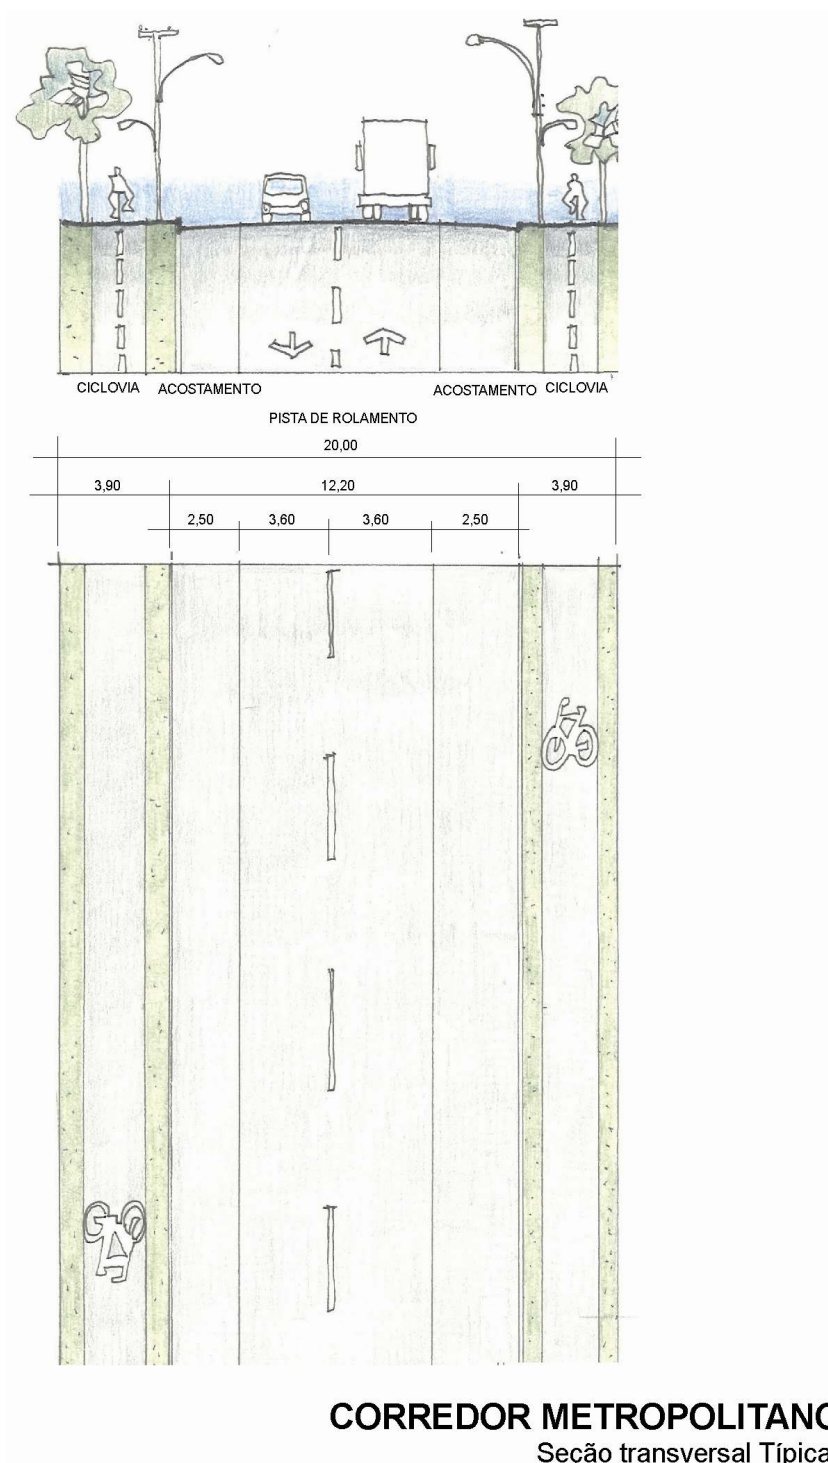 CICLOVIA ACOSTAMENTO ACOSTAMENTO CICLOVIA
PISTA DE ROLAMENTO
20,00
3,90 12,20 3,90
2,50 3,60 3,60 2,50
CORREDOR METROPOLITANO
Seção transversal Típica